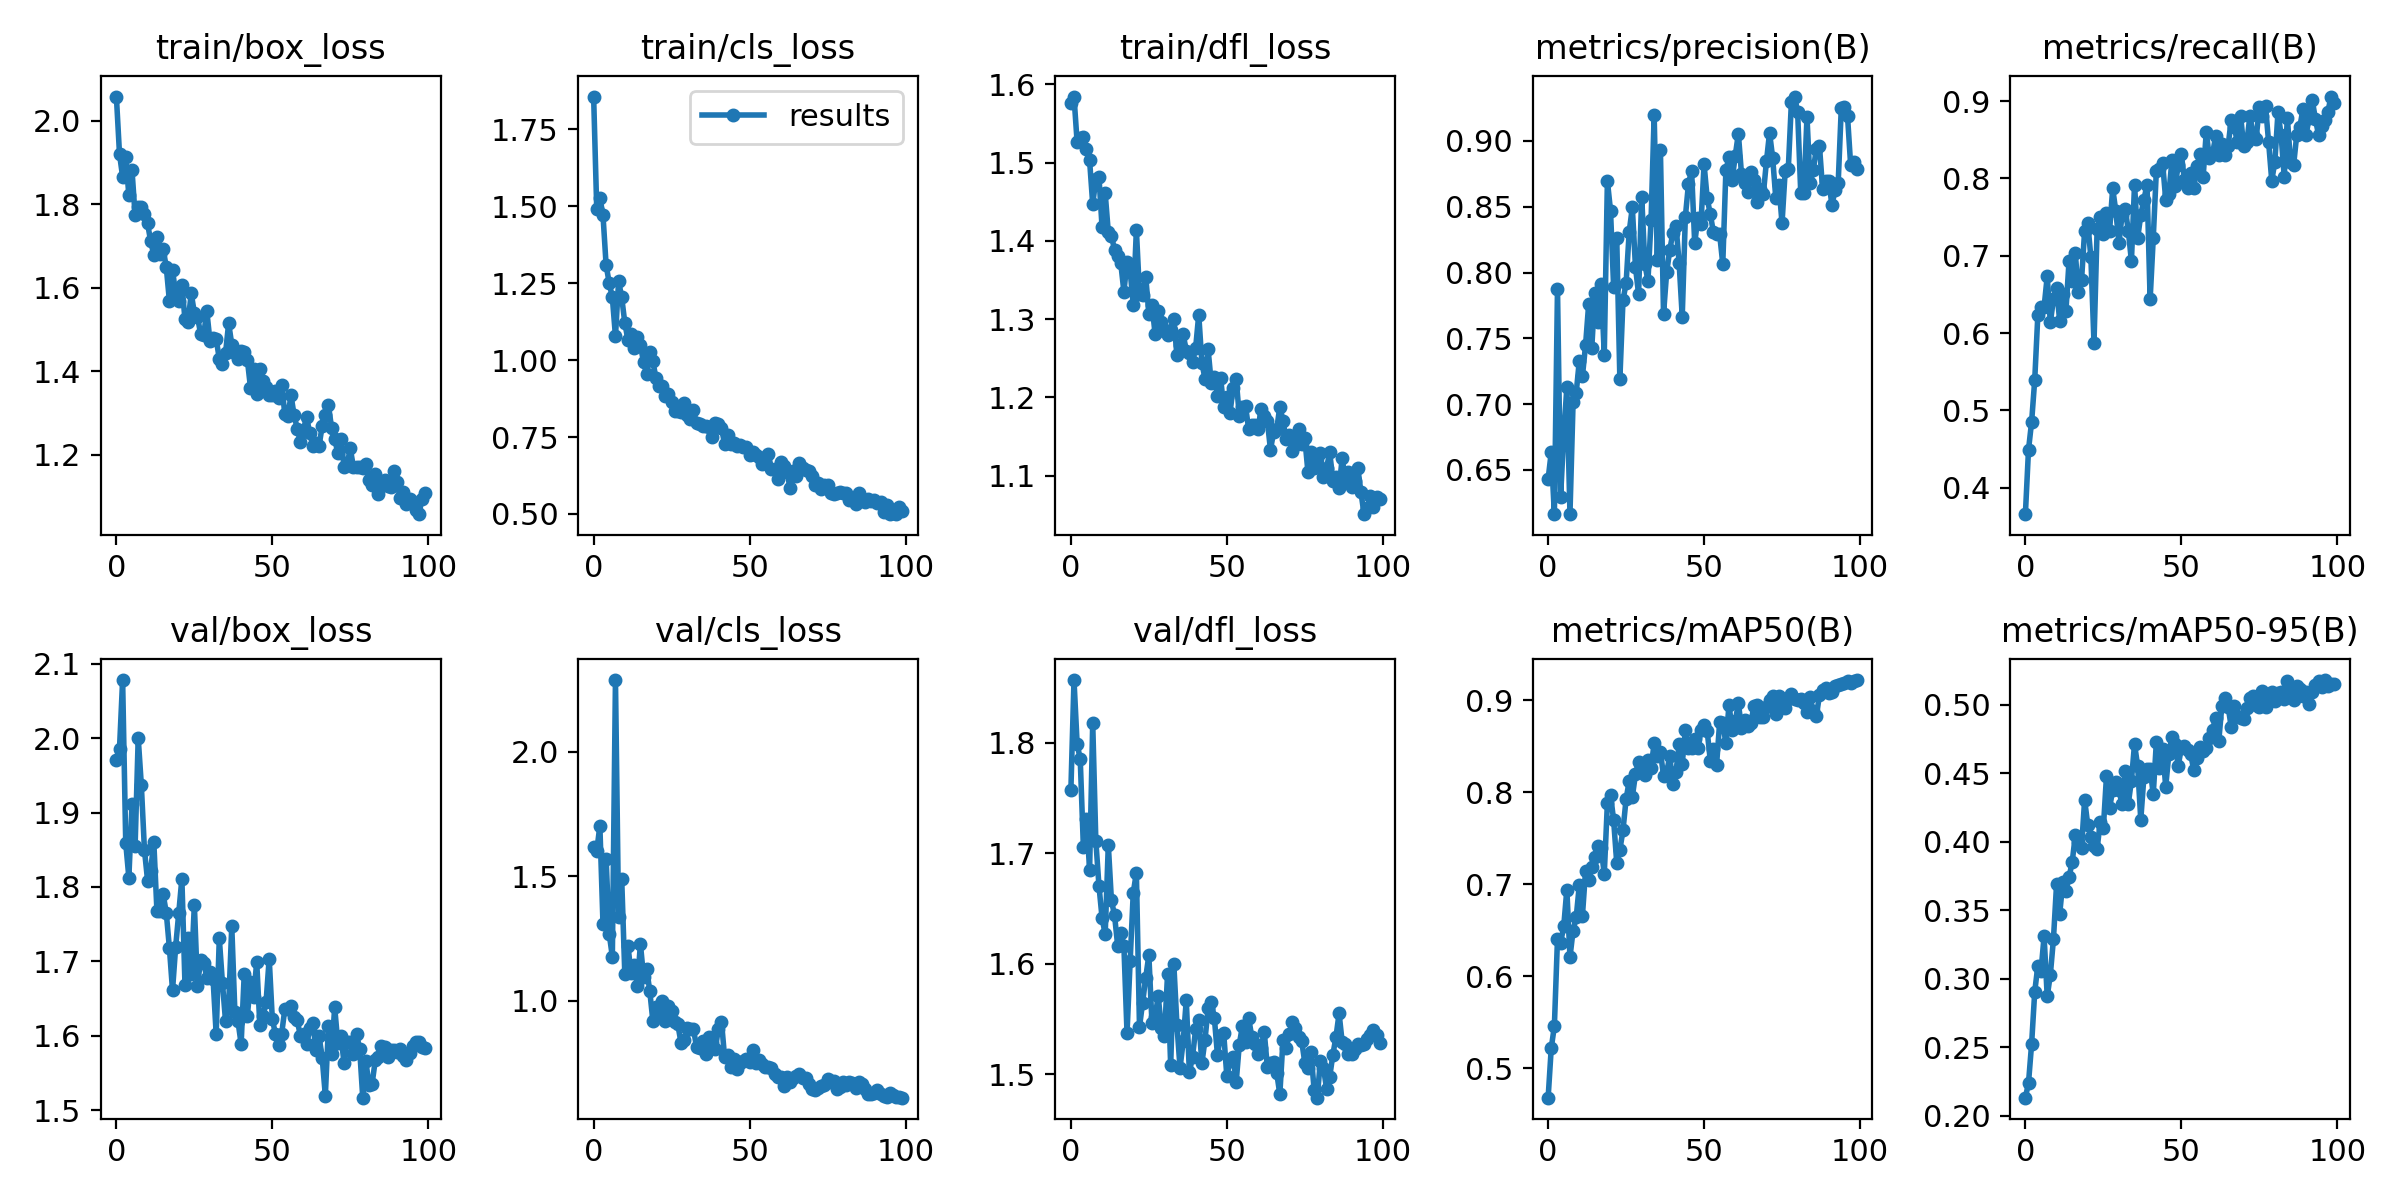 train/box_loss
train/cls_loss
train/dfl_loss
metrics/precision(B)
metrics/recall(B)
2.0
1.8
1.6
1.4
1.2
0 50 100
results
1.75
1.50
1.25
1.00
0.75
0.50
0 50 100
1.6
1.5
1.4
1.3
1.2
1.1
0 50 100
0.90
0.85
0.80
0.75
0.70
0.65
0 50 100
0.9
0.8
0.7
0.6
0.5
0.4
0 50 100
val/box_loss
val/cls_loss
val/dfl_loss
metrics/mAP50(B)
metrics/mAP50-95(B)
2.1
2.0
1.9
1.8
1.7
1.6
1.5
0 50 100
2.0
1.5
1.0
0 50 100
1.8
1.7
1.6
1.5
0 50 100
0.9
0.8
0.7
0.6
0.5
0 50 100
0.50
0.45
0.40
0.35
0.30
0.25
0.20
0 50 100